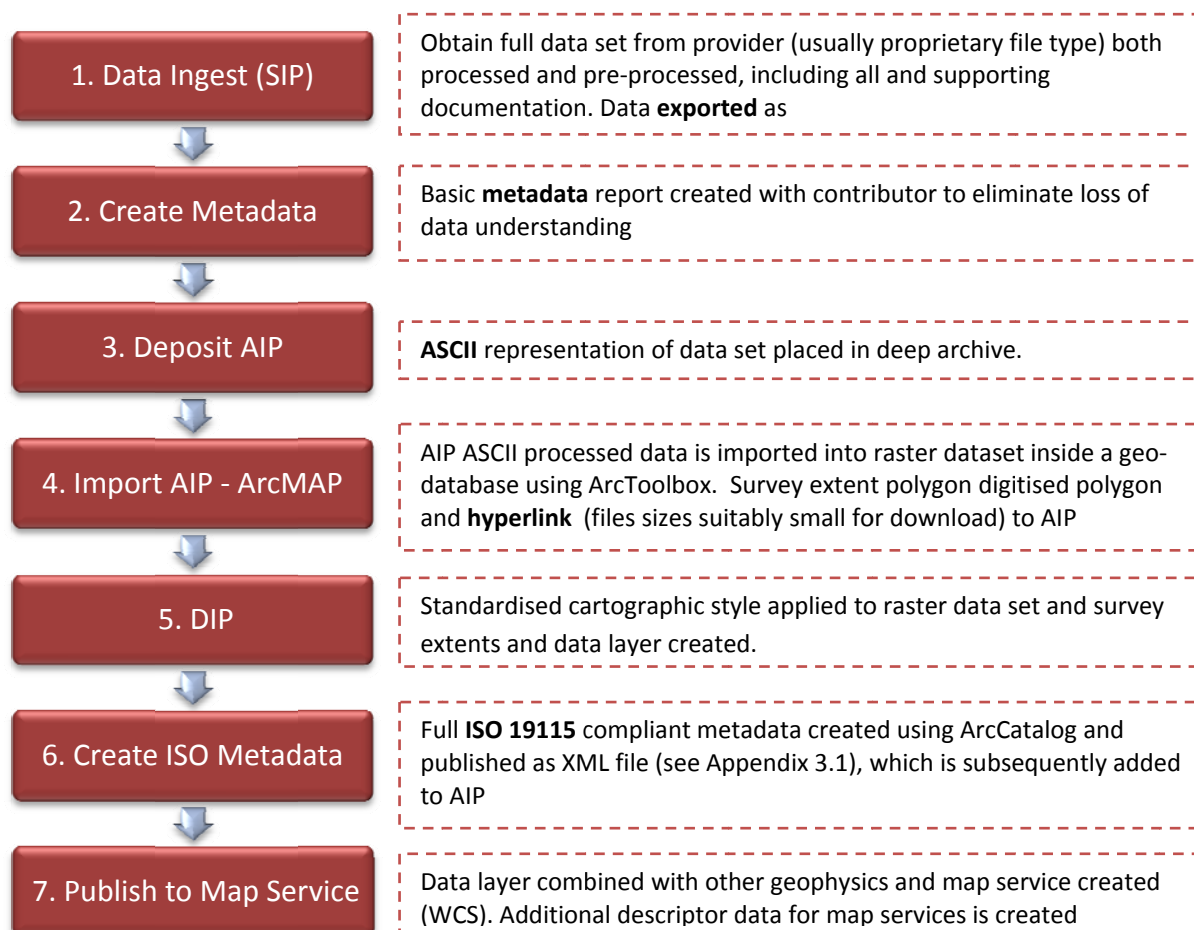 1. Data Ingest (SIP)
Obtain full data set from provider (usually proprietary file type) both
processed and pre-processed, including all and supporting
documentation. Data exported as
2. Create Metadata
Basic metadata report created with contributor to eliminate loss of
data understanding
3. Deposit AIP
ASCII representation of data set placed in deep archive.
4. Import AIP - ArcMAP
AIP ASCII processed data is imported into raster dataset inside a geo-
database using ArcToolbox.  Survey extent polygon digitised polygon
and hyperlink  (files sizes suitably small for download) to AIP
5. DIP
Standardised cartographic style applied to raster data set and survey
extents and data layer created.
6. Create ISO Metadata
Full ISO 19115 compliant metadata created using ArcCatalog and
published as XML file (see Appendix 3.1), which is subsequently added
to AIP
7. Publish to Map Service
Data layer combined with other geophysics and map service created
(WCS). Additional descriptor data for map services is created